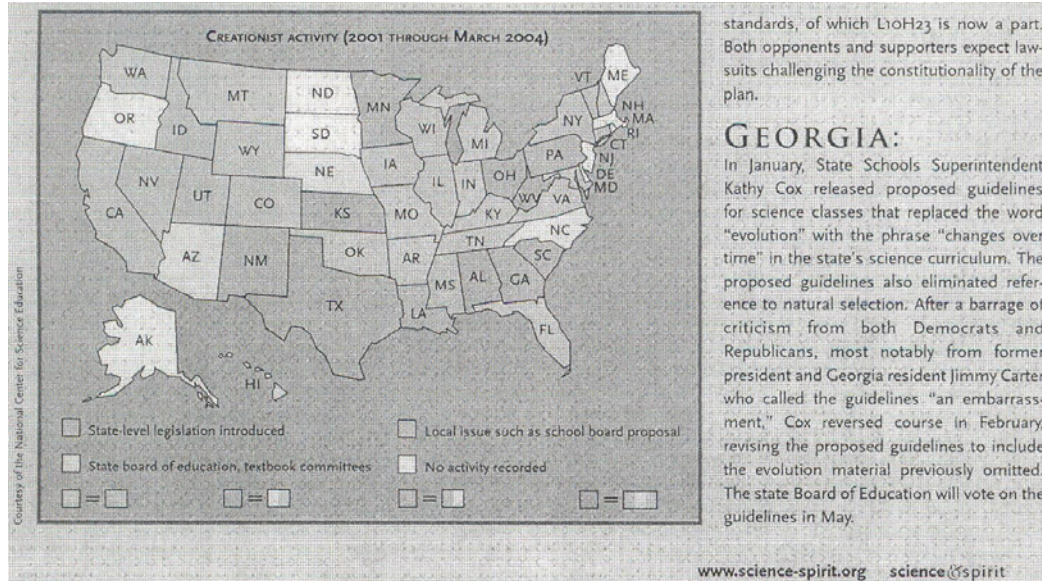 CREATIONIST ACTIVITY (2001 THROUGH MARCH 2004)
WA
OR
CA
NV
ID
MT
WY
UT
CO
AZ
NM
ND
SD
NE
KS
OK
TX
MN
IA
MO
AR
LA
WI
IL
IN
MI
OH
KY
TN
MS
AL
GA
FL
SC
NC
VA
WV
PA
NY
VT
ME
NH
MA
RI
CT
NJ
DE
MD
AK
HI
State-level legislation introduced
Local issue such as school board proposal
State board of education, textbook committees
No activity recorded
=
=
=
=
Courtesy of the National Center for Science Education
standards, of which L10H23 is now a part.
Both opponents and supporters expect law-
suits challenging the constitutionality of the
plan.
GEORGIA:
In January, State Schools Superintendent
Kathy Cox released proposed guidelines
for science classes that replaced the word
“evolution” with the phrase “changes over
time” in the state’s science curriculum. The
proposed guidelines also eliminated refer-
ence to natural selection. After a barrage of
criticism from both Democrats and
Republicans, most notably from former
president and Georgia resident Jimmy Carter
who called the guidelines “an embarrass-
ment,” Cox reversed course in February,
revising the proposed guidelines to include
the evolution material previously omitted.
The state Board of Education will vote on the
guidelines in May.
www.science-spirit.org science & spirit